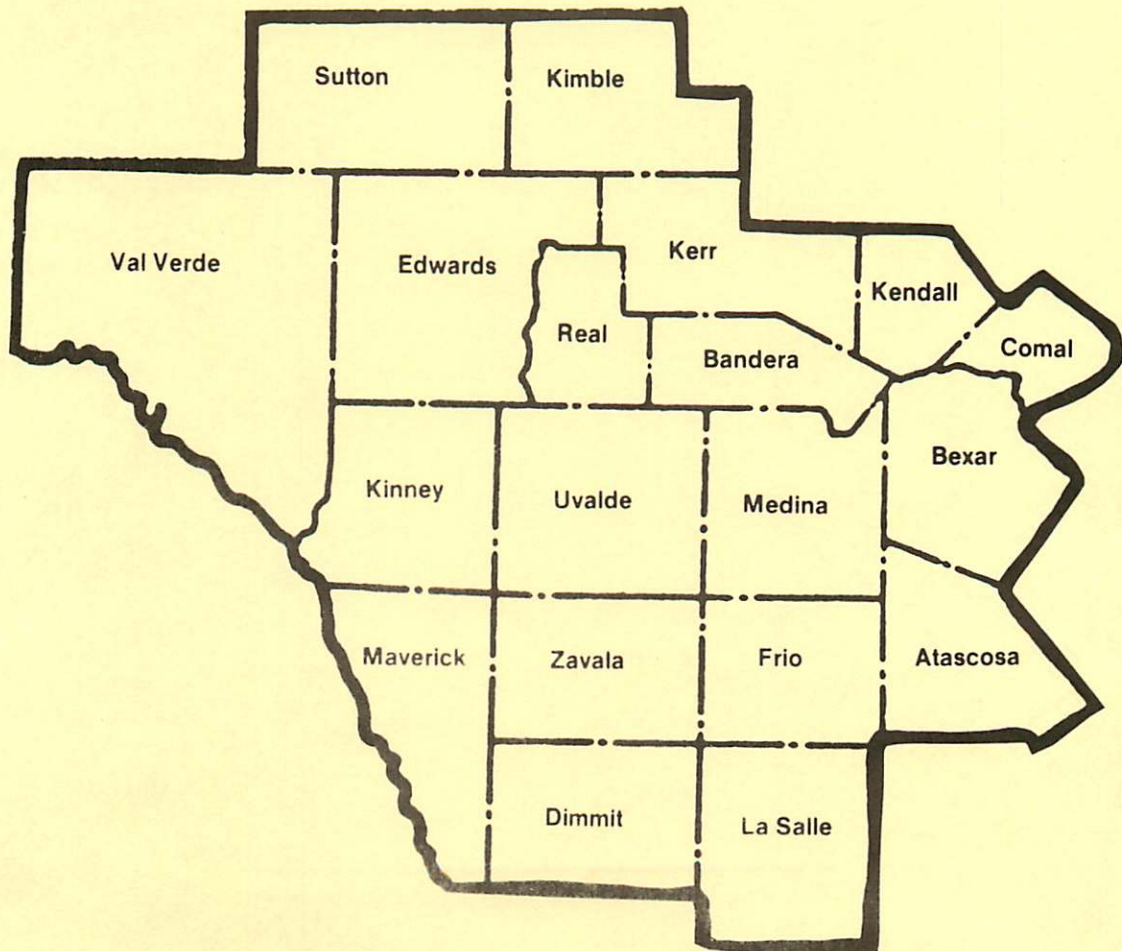 Sutton
Kimble
Val Verde
Edwards
Kerr
Kendall
Real
Bandera
Comal
Kinney
Uvalde
Medina
Bexar
Maverick
Zavala
Frio
Atascosa
Dimmit
La Salle